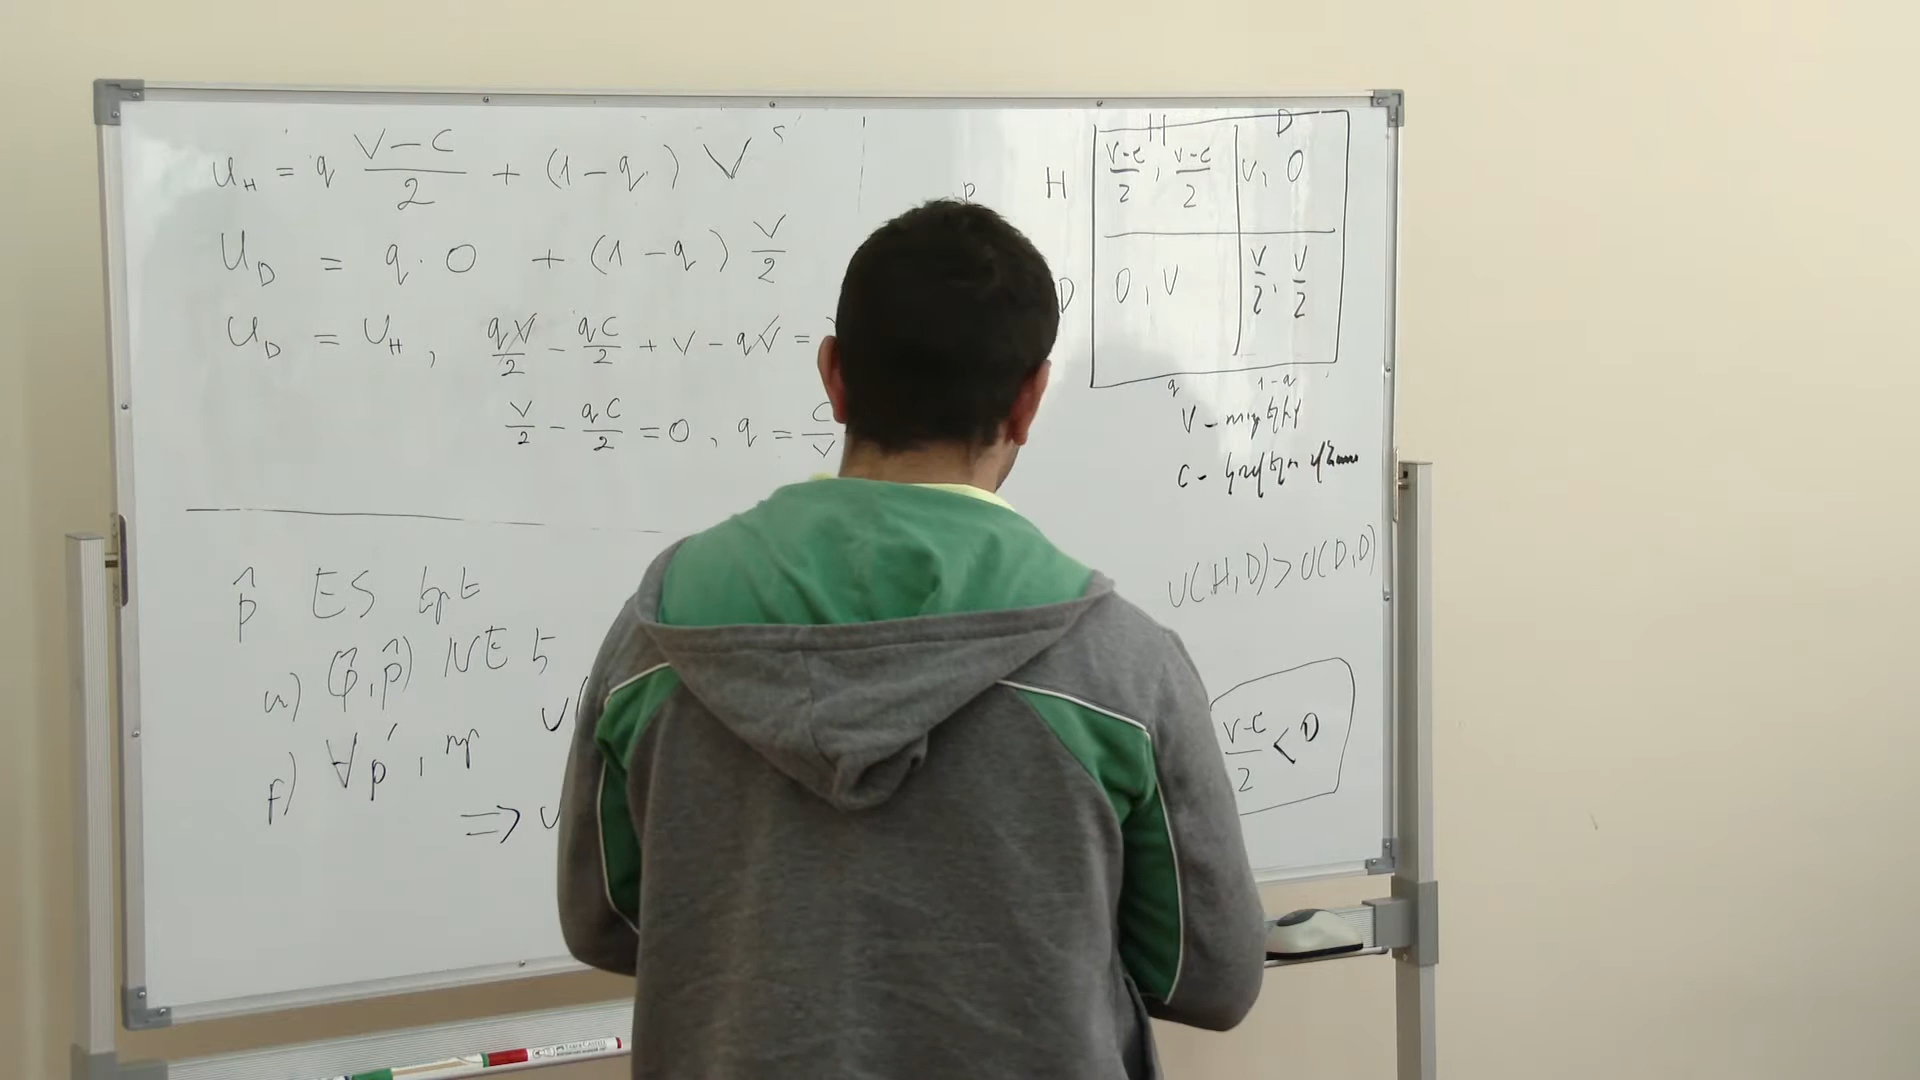 u_H = q (V-C)/2 + (1-q) V
u_D = q·0 + (1-q) V/2
u_D = u_H, qV/2 - qC/2 + V - qV =
V/2 - qC/2 = 0, q = C/V
p̂ ES եթե
ա) (p̂, p̂) NE է
բ) ∀p′,
⇒ U
p
H D
H (V-C)/2, (V-C)/2 V, 0
D 0, V V/2, V/2
q 1-q
V -
C -
U(H,D) > U(D,D)
(V-C)/2 < 0